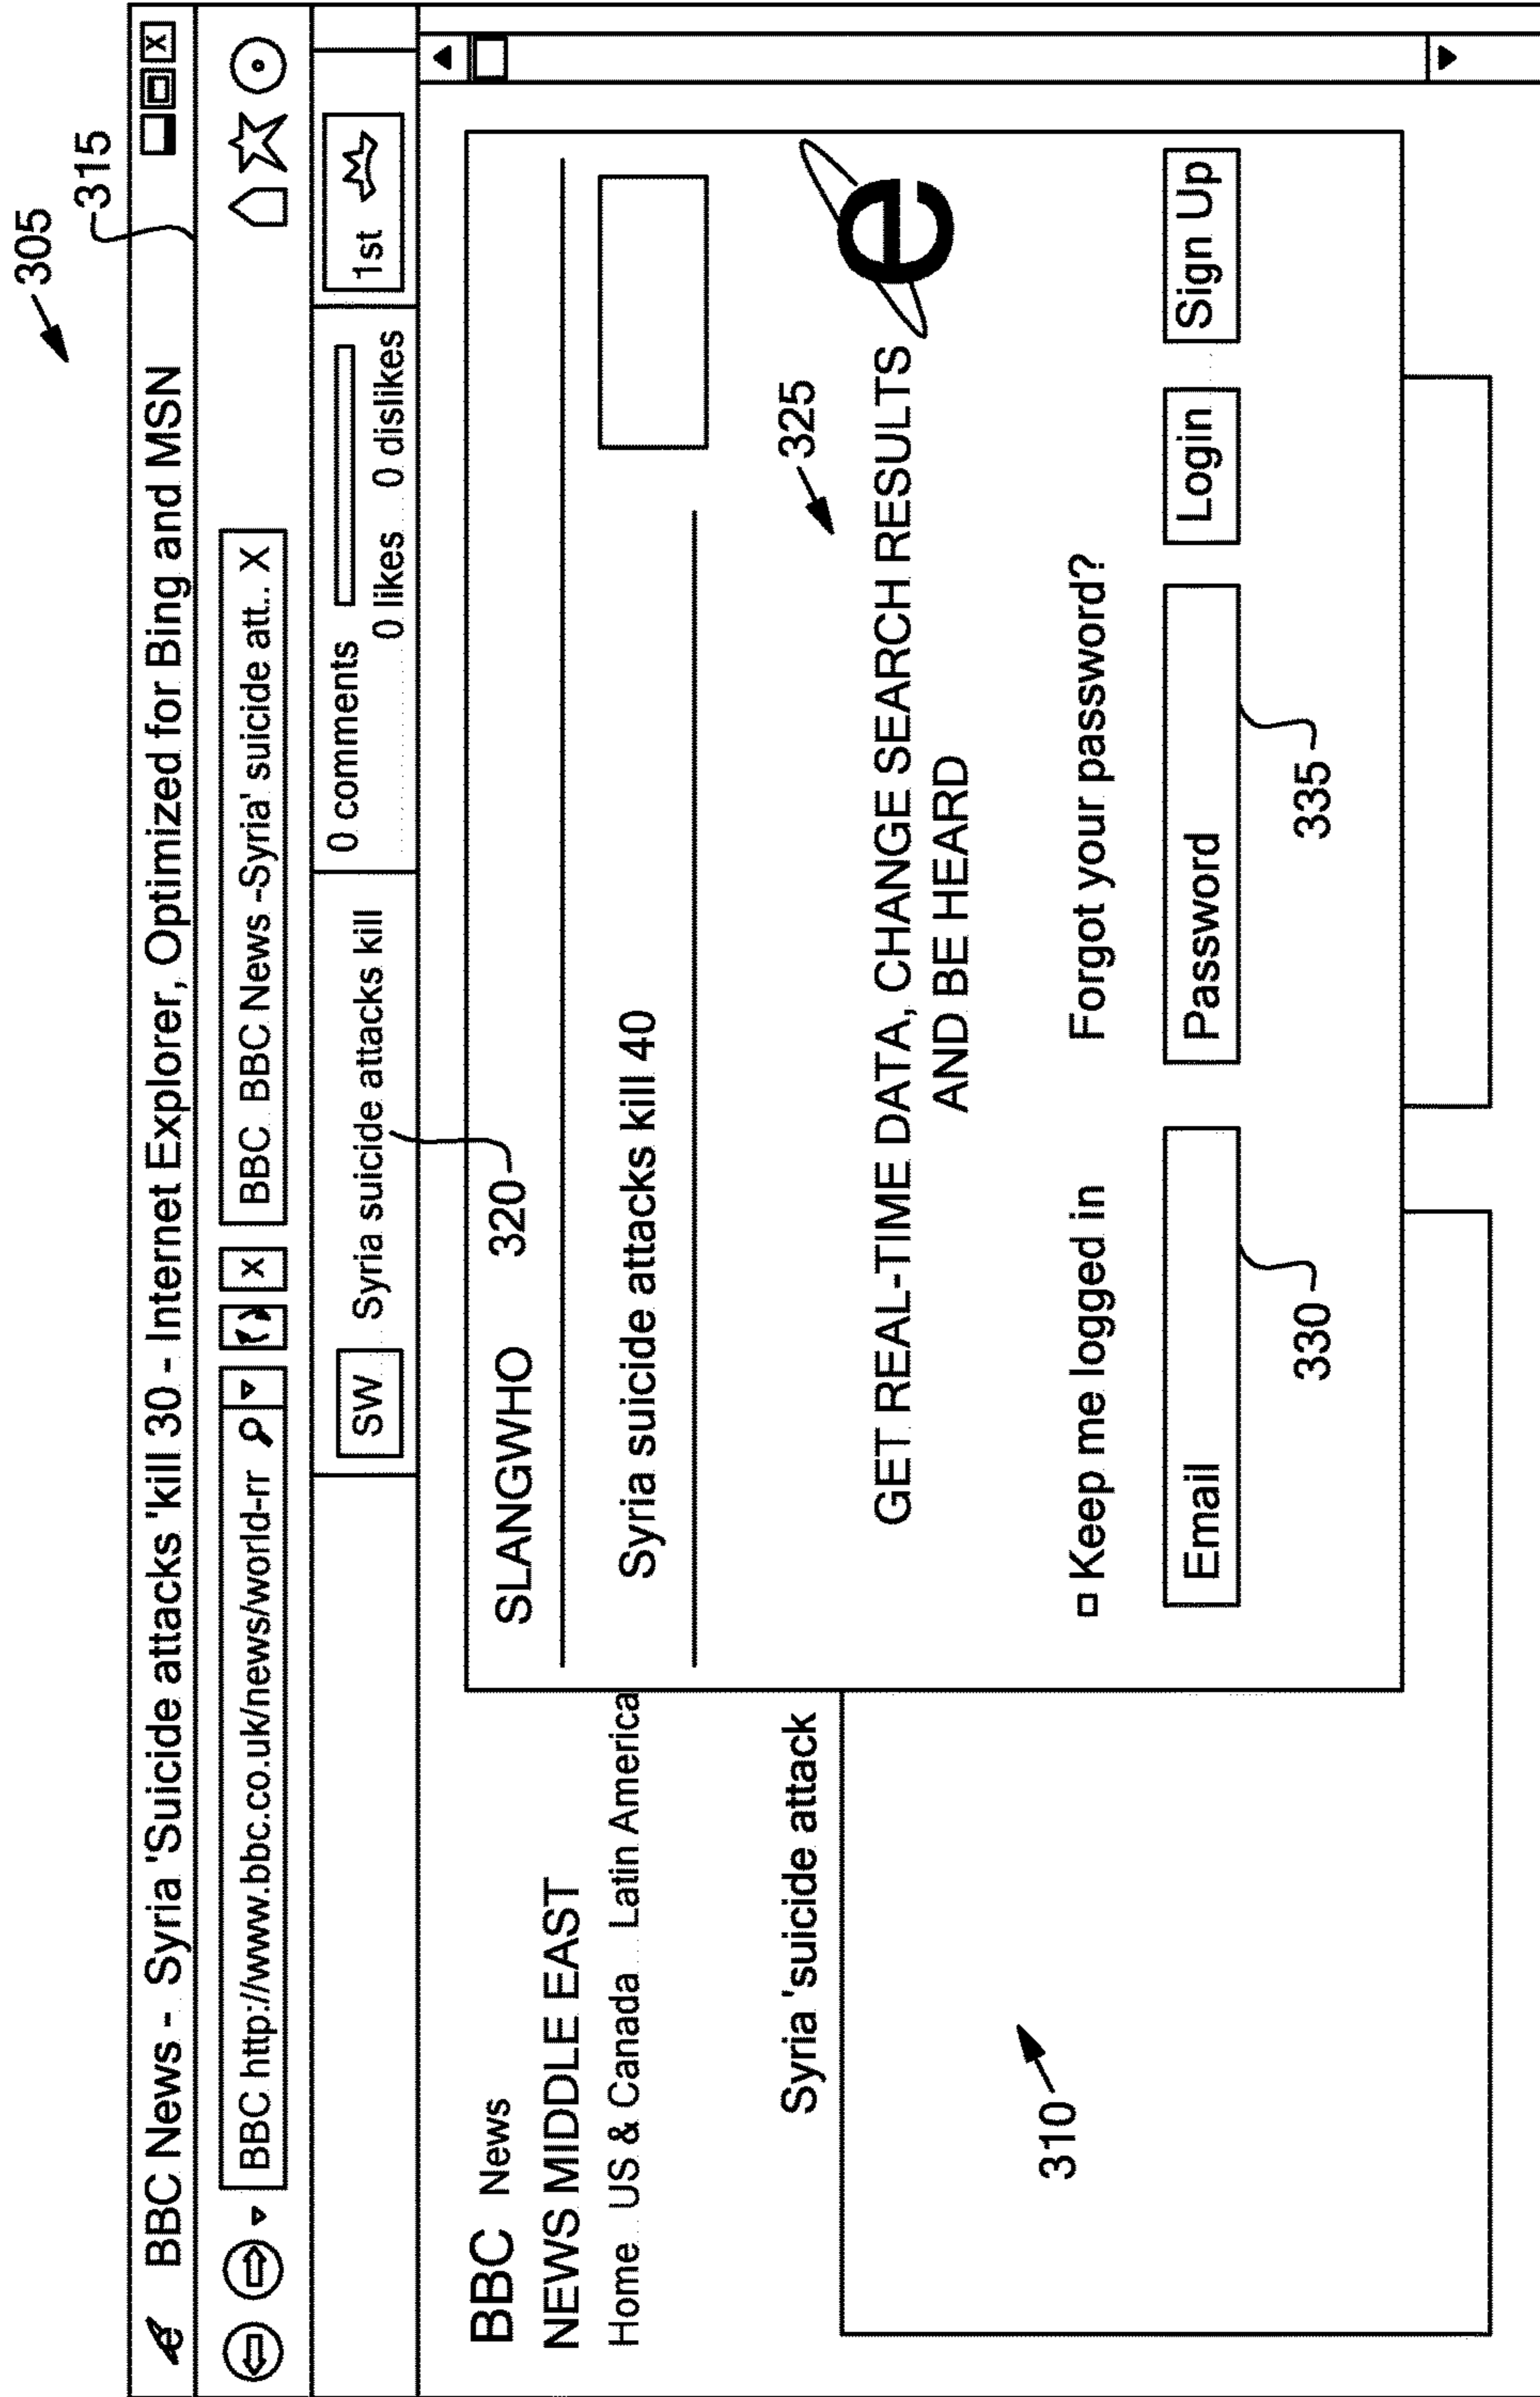 305
315
BBC News - Syria 'Suicide attacks 'kill 30 - Internet Explorer, Optimized for Bing and MSN
X
BBC http://www.bbc.co.uk/news/world-rr
X
BBC BBC News -Syria' suicide att.. X
SW
Syria suicide attacks kill
0 comments
0 likes 0 dislikes
1st
BBC News
NEWS MIDDLE EAST
Home US & Canada Latin America
Syria 'suicide attack
310
SLANGWHO
320
Syria suicide attacks kill 40
325
GET REAL-TIME DATA, CHANGE SEARCH RESULTS
AND BE HEARD
e
Keep me logged in
Forgot your password?
Email
Password
Login
Sign Up
330
335